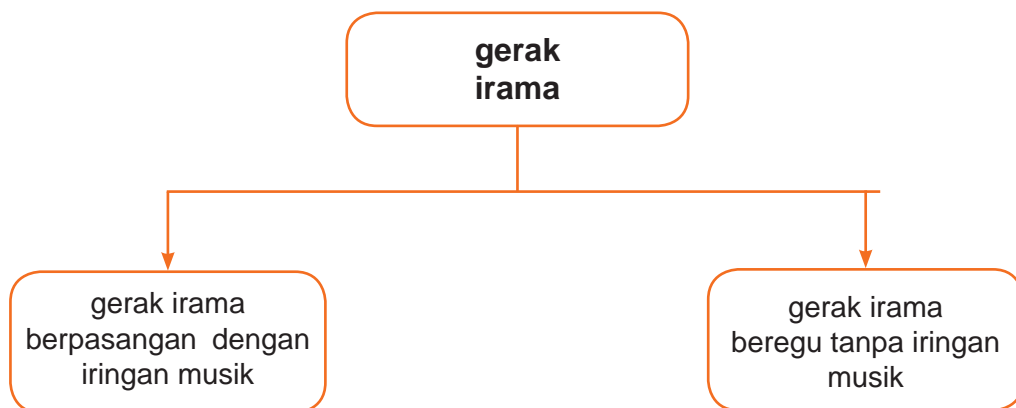 gerak
irama
gerak irama
berpasangan dengan
iringan musik
gerak irama
beregu tanpa iringan
musik